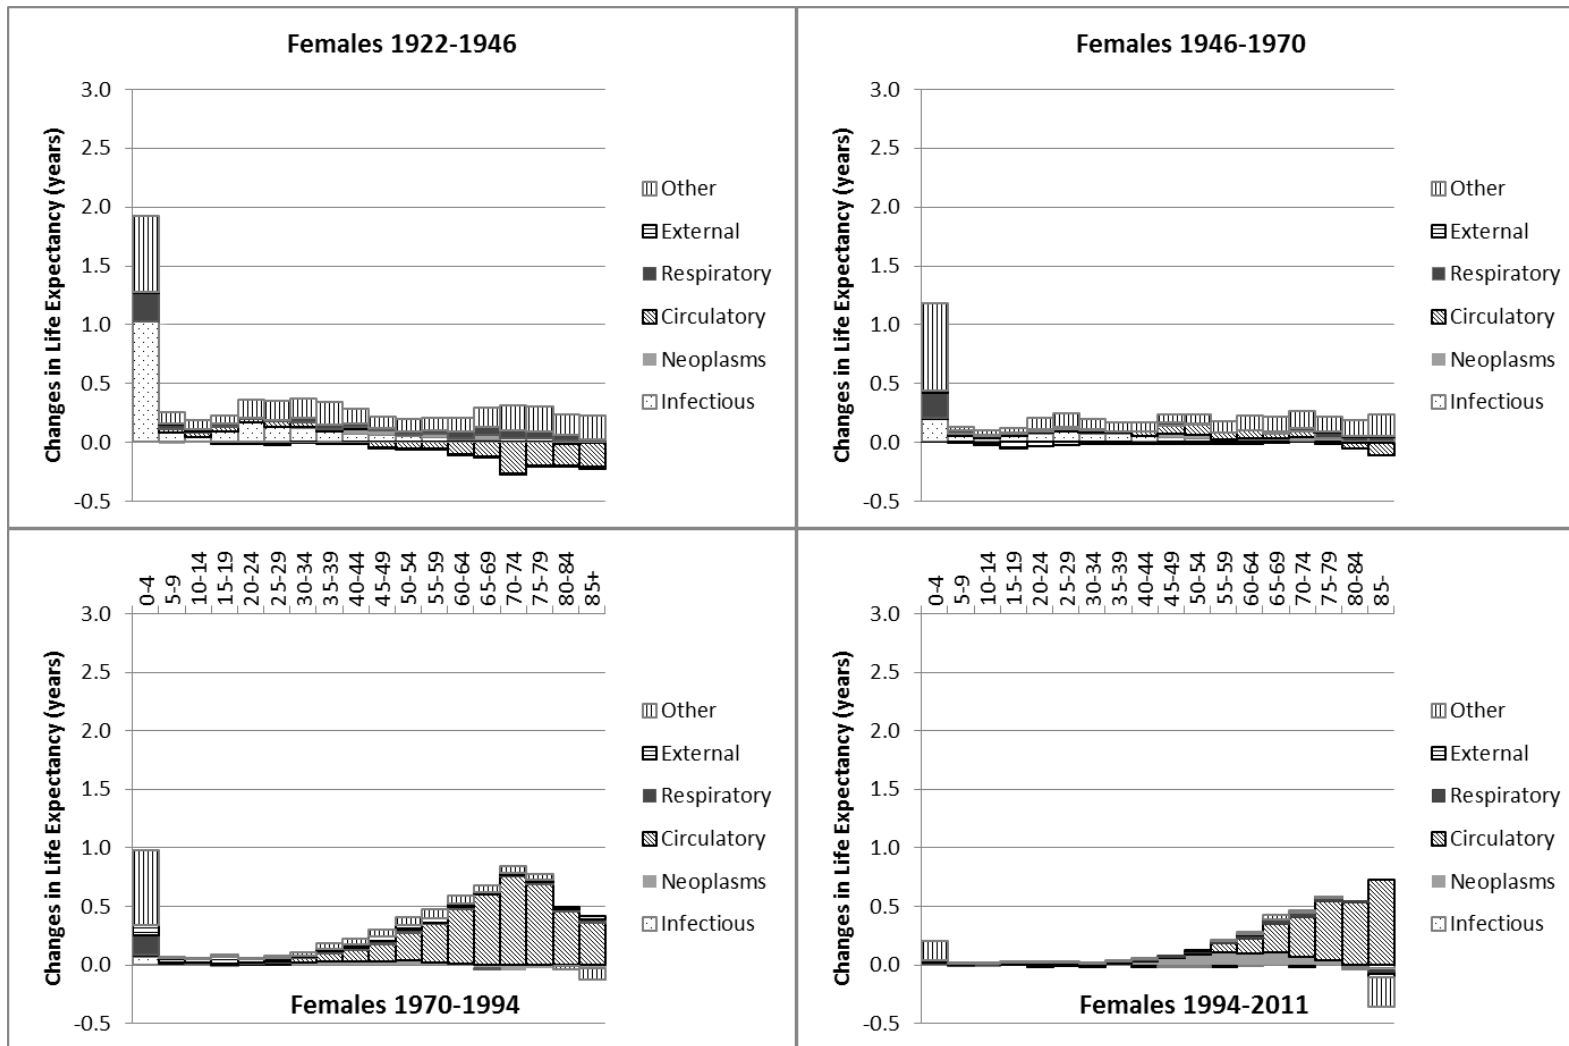 Females 1922-1946
Changes in Life Expectancy (years)
3.0
2.5
2.0
1.5
1.0
0.5
0.0
-0.5
Other
External
Respiratory
Circulatory
Neoplasms
Infectious
Females 1946-1970
Changes in Life Expectancy (years)
3.0
2.5
2.0
1.5
1.0
0.5
0.0
-0.5
Other
External
Respiratory
Circulatory
Neoplasms
Infectious
0-4
5-9
10-14
15-19
20-24
25-29
30-34
35-39
40-44
45-49
50-54
55-59
60-64
65-69
70-74
75-79
80-84
85+
Changes in Life Expectancy (years)
3.0
2.5
2.0
1.5
1.0
0.5
0.0
-0.5
Other
External
Respiratory
Circulatory
Neoplasms
Infectious
Females 1970-1994
0-4
5-9
10-14
15-19
20-24
25-29
30-34
35-39
40-44
45-49
50-54
55-59
60-64
65-69
70-74
75-79
80-84
85-
Changes in Life Expectancy (years)
3.0
2.5
2.0
1.5
1.0
0.5
0.0
-0.5
Other
External
Respiratory
Circulatory
Neoplasms
Infectious
Females 1994-2011